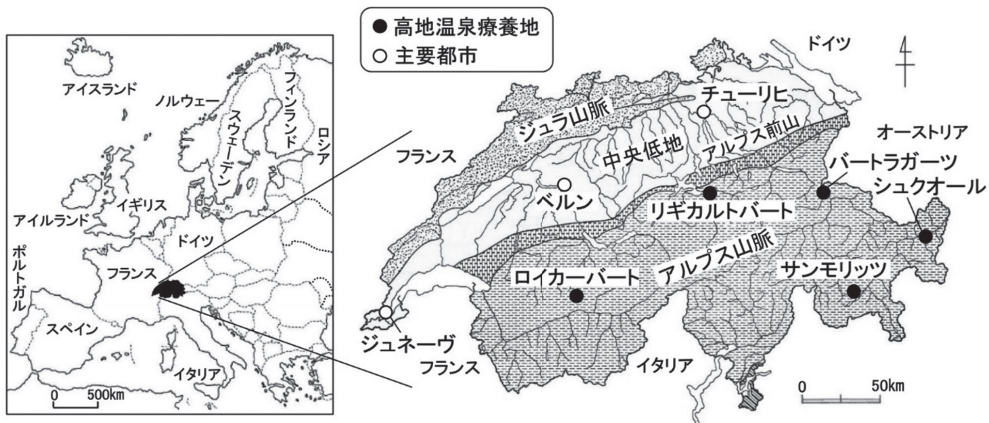 ● 高地温泉療養地
○ 主要都市
アイスランド
ノルウェー
スウェーデン
フィンランド
ロシア
アイルランド
イギリス
ドイツ
ポルトガル
フランス
スペイン
イタリア
0 500km
ドイツ
チューリヒ
ジュラ山脈
アルプス前山
オーストリア
フランス
中央低地
バートラガーツ
シュクオール
ベルン
リギカルトバート
アルプス山脈
ロイカーバート
サンモリッツ
ジュネーヴ
フランス
イタリア
0 50km